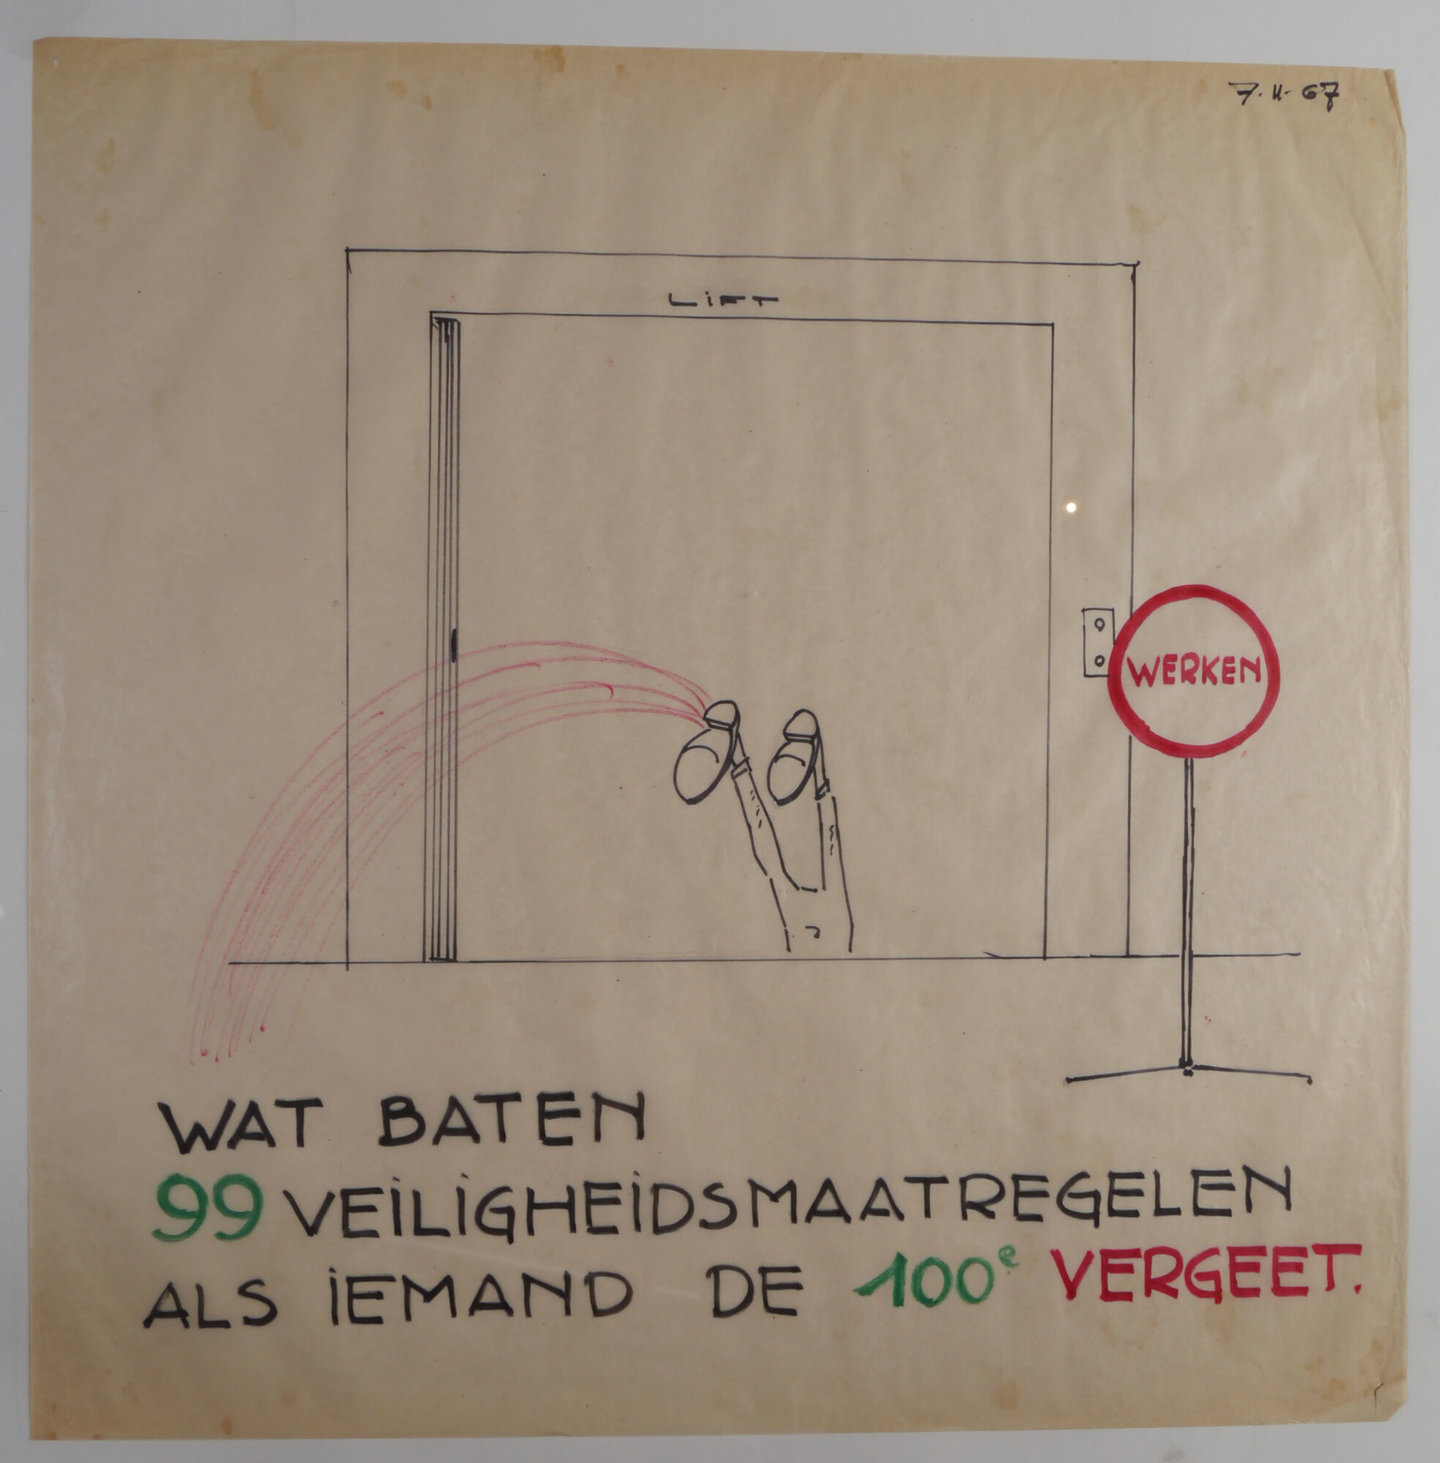 7-11-67
LiFT
WERKEN
WAT BATEN
99 VEiLiGHEiDSMAATREGELEN
ALS iEMAND DE 100e VERGEET.